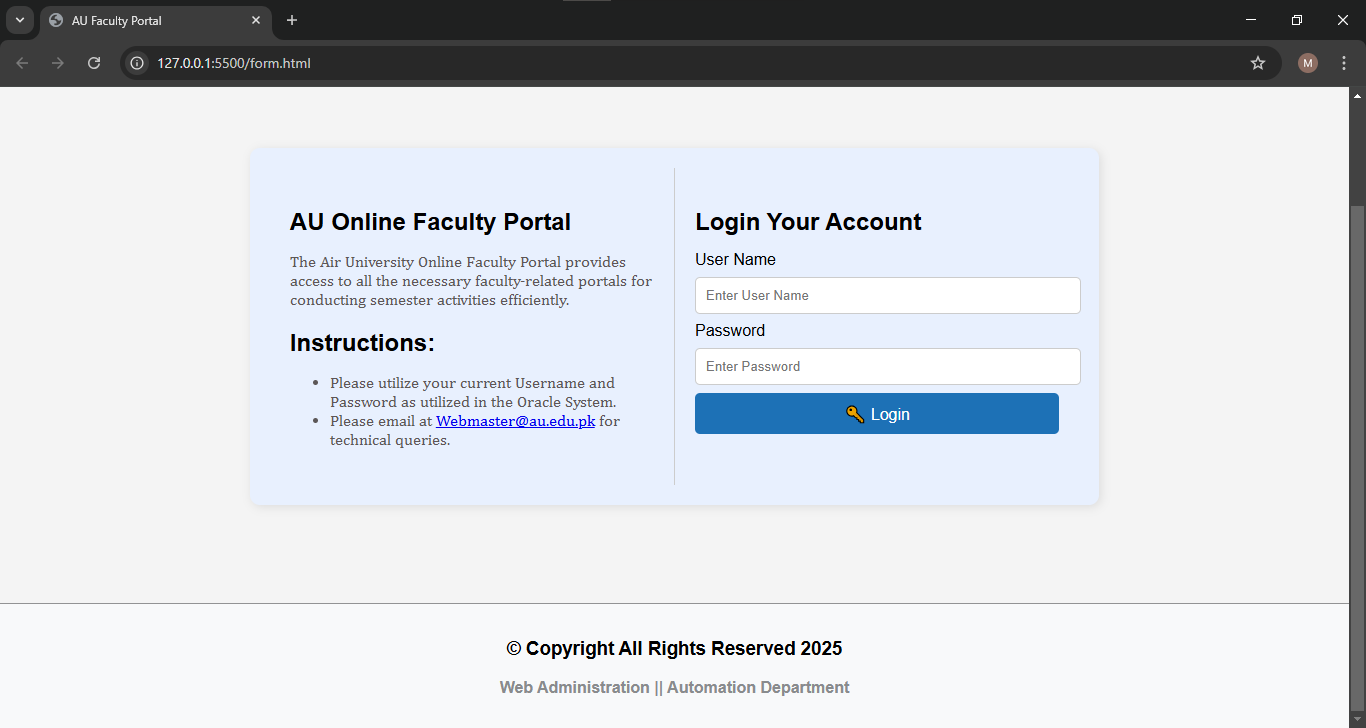 AU Faculty Portal
127.0.0.1:5500/form.html
M
AU Online Faculty Portal
The Air University Online Faculty Portal provides
access to all the necessary faculty-related portals for
conducting semester activities efficiently.
Instructions:
• Please utilize your current Username and
Password as utilized in the Oracle System.
• Please email at Webmaster@au.edu.pk for
technical queries.
Login Your Account
User Name
Enter User Name
Password
Enter Password
Login
© Copyright All Rights Reserved 2025
Web Administration || Automation Department